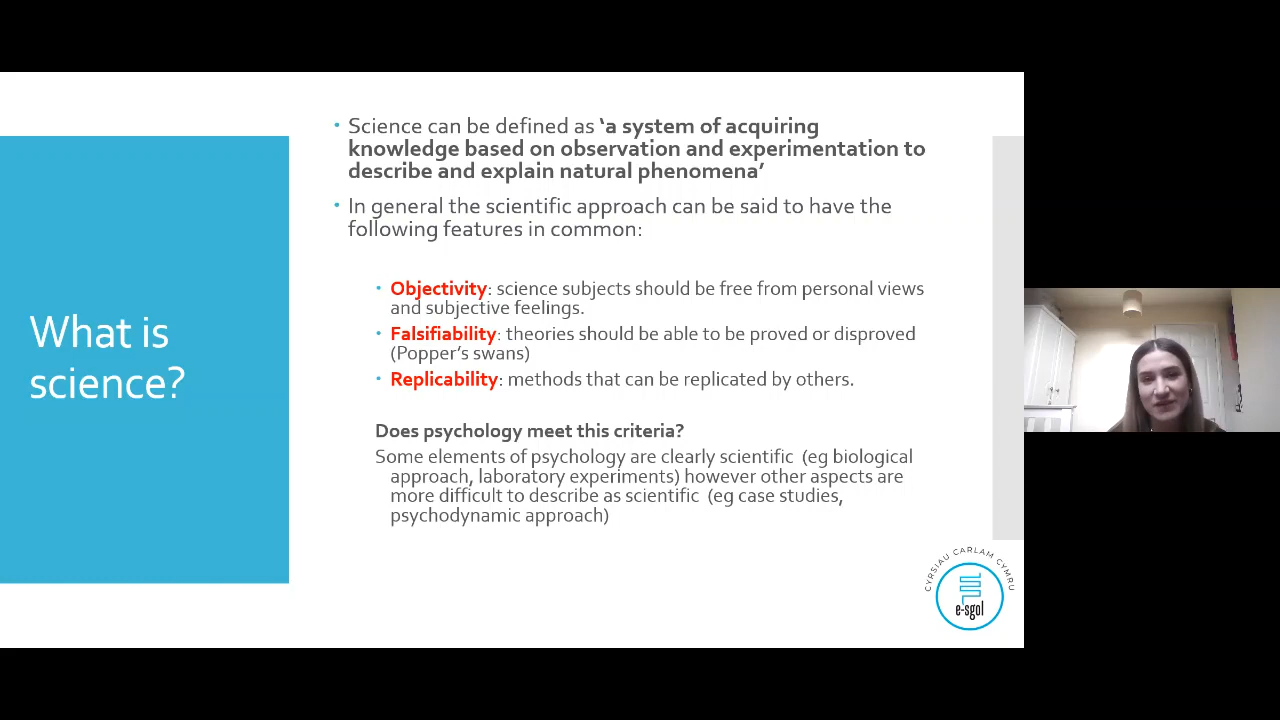 What is
science?
• Science can be defined as ‘a system of acquiring
knowledge based on observation and experimentation to
describe and explain natural phenomena’
• In general the scientific approach can be said to have the
following features in common:
• Objectivity: science subjects should be free from personal views
and subjective feelings.
• Falsifiability: theories should be able to be proved or disproved
(Popper’s swans)
• Replicability: methods that can be replicated by others.
Does psychology meet this criteria?
Some elements of psychology are clearly scientific (eg biological
approach, laboratory experiments) however other aspects are
more difficult to describe as scientific (eg case studies,
psychodynamic approach)
CYRSIAU CARLAM CYMRU
e-sgol